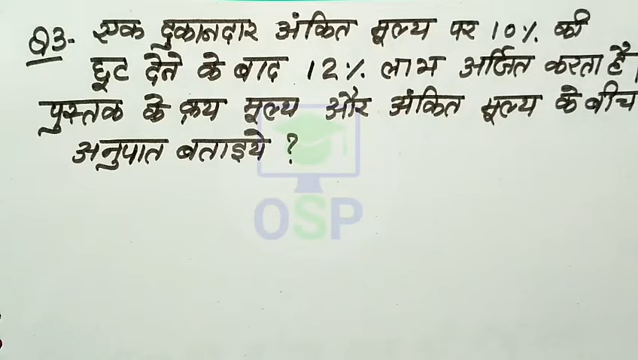 Q3- एक दुकानदार अंकित मूल्य पर 10% की
छूट देने के बाद 12% लाभ अर्जित करता है।
पुस्तक के क्रय मूल्य और अंकित मूल्य के बीच
अनुपात बताइये ?
OSP